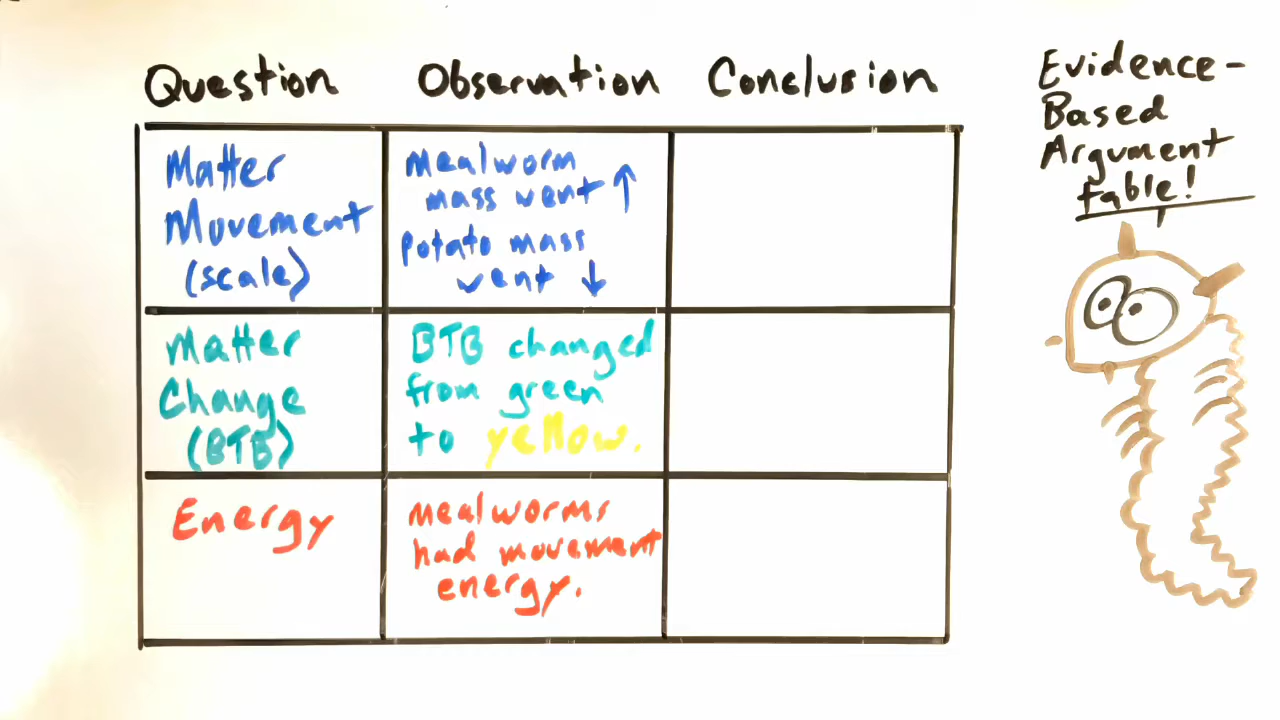 Question Observation Conclusion
Evidence-
Based
Argument
Table!
Matter
Movement
(scale)
mealworm
mass went ↑
potato mass
went ↓
Matter
Change
(BTB)
BTB changed
from green
to yellow.
Energy
mealworms
had movement
energy.